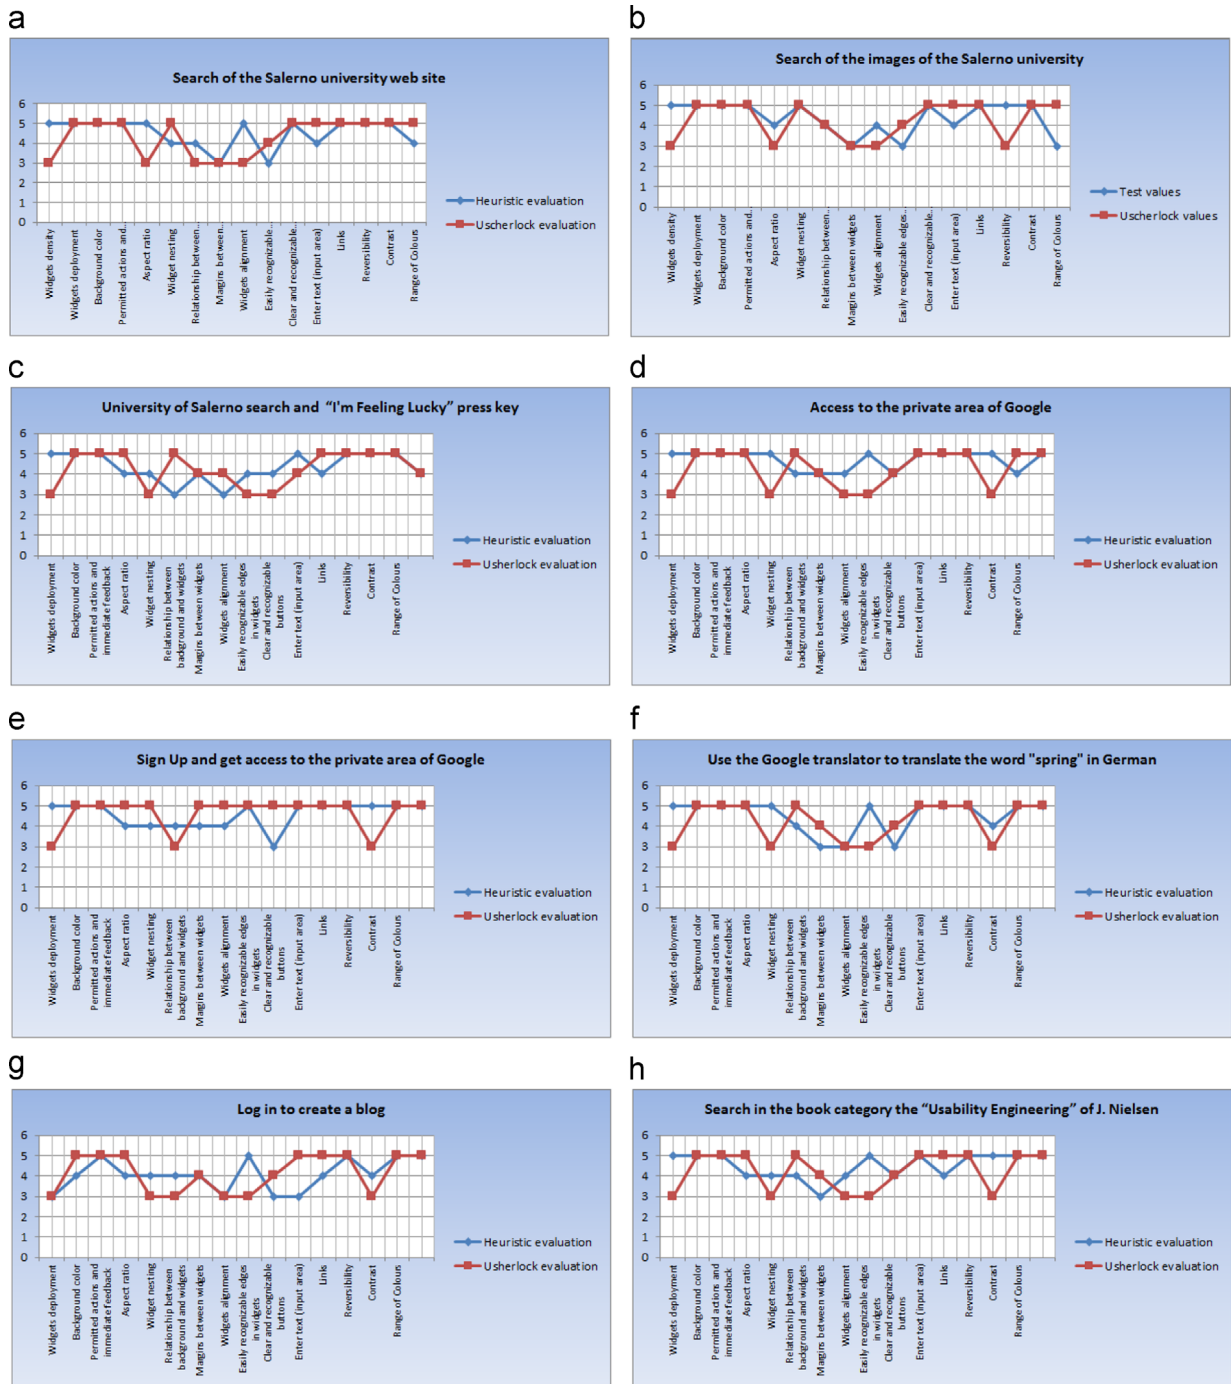 a
Search of the Salerno university web site
6
5
4
3
2
1
0
Heuristic evaluation
Uscherlock evaluation
Widgets density
Widgets deployment
Background color
Permitted actions and...
Aspect ratio
Widget nesting
Relationship between...
Margins between...
Widgets alignment
Easily recognizable...
Clear and recognizable...
Enter text (input area)
Links
Reversibility
Contrast
Range of Colours
b
Search of the images of the Salerno university
6
5
4
3
2
1
0
Test values
Uscherlock values
Widgets density
Widgets deployment
Background color
Permitted actions and...
Aspect ratio
Widget nesting
Relationship between...
Margins between widgets
Widgets alignment
Easily recognizable edges...
Clear and recognizable...
Enter text (input area)
Links
Reversibility
Contrast
Range of Colours
c
University of Salerno search and “I'm Feeling Lucky” press key
6
5
4
3
2
1
0
Heuristic evaluation
Usherlock evaluation
Widgets deployment
Background color
Permitted actions and
immediate feedback
Aspect ratio
Widget nesting
Relationship between
background and widgets
Margins between widgets
Widgets alignment
Easily recognizable edges
in widgets
Clear and recognizable
buttons
Enter text (input area)
Links
Reversibility
Contrast
Range of Colours
d
Access to the private area of Google
6
5
4
3
2
1
0
Heuristic evaluation
Usherlock evaluation
Widgets deployment
Background color
Permitted actions and
immediate feedback
Aspect ratio
Widget nesting
Relationship between
background and widgets
Margins between widgets
Widgets alignment
Easily recognizable edges
in widgets
Clear and recognizable
buttons
Enter text (input area)
Links
Reversibility
Contrast
Range of Colours
e
Sign Up and get access to the private area of Google
6
5
4
3
2
1
0
Heuristic evaluation
Usherlock evaluation
Widgets deployment
Background color
Permitted actions and
immediate feedback
Aspect ratio
Widget nesting
Relationship between
background and widgets
Margins between widgets
Widgets alignment
Easily recognizable edges
in widgets
Clear and recognizable
buttons
Enter text (input area)
Links
Reversibility
Contrast
Range of Colours
f
Use the Google translator to translate the word "spring" in German
6
5
4
3
2
1
0
Heuristic evaluation
Usherlock evaluation
Widgets deployment
Background color
Permitted actions and
immediate feedback
Aspect ratio
Widget nesting
Relationship between
background and widgets
Margins between widgets
Widgets alignment
Easily recognizable edges
in widgets
Clear and recognizable
buttons
Enter text (input area)
Links
Reversibility
Contrast
Range of Colours
g
Log in to create a blog
6
5
4
3
2
1
0
Heuristic evaluation
Usherlock evaluation
Widgets deployment
Background color
Permitted actions and
immediate feedback
Aspect ratio
Widget nesting
Relationship between
background and widgets
Margins between widgets
Widgets alignment
Easily recognizable edges
in widgets
Clear and recognizable
buttons
Enter text (input area)
Links
Reversibility
Contrast
Range of Colours
h
Search in the book category the “Usability Engineering” of J. Nielsen
6
5
4
3
2
1
0
Heuristic evaluation
Usherlock evaluation
Widgets deployment
Background color
Permitted actions and
immediate feedback
Aspect ratio
Widget nesting
Relationship between
background and widgets
Margins between widgets
Widgets alignment
Easily recognizable edges
in widgets
Clear and recognizable
buttons
Enter text (input area)
Links
Reversibility
Contrast
Range of Colours